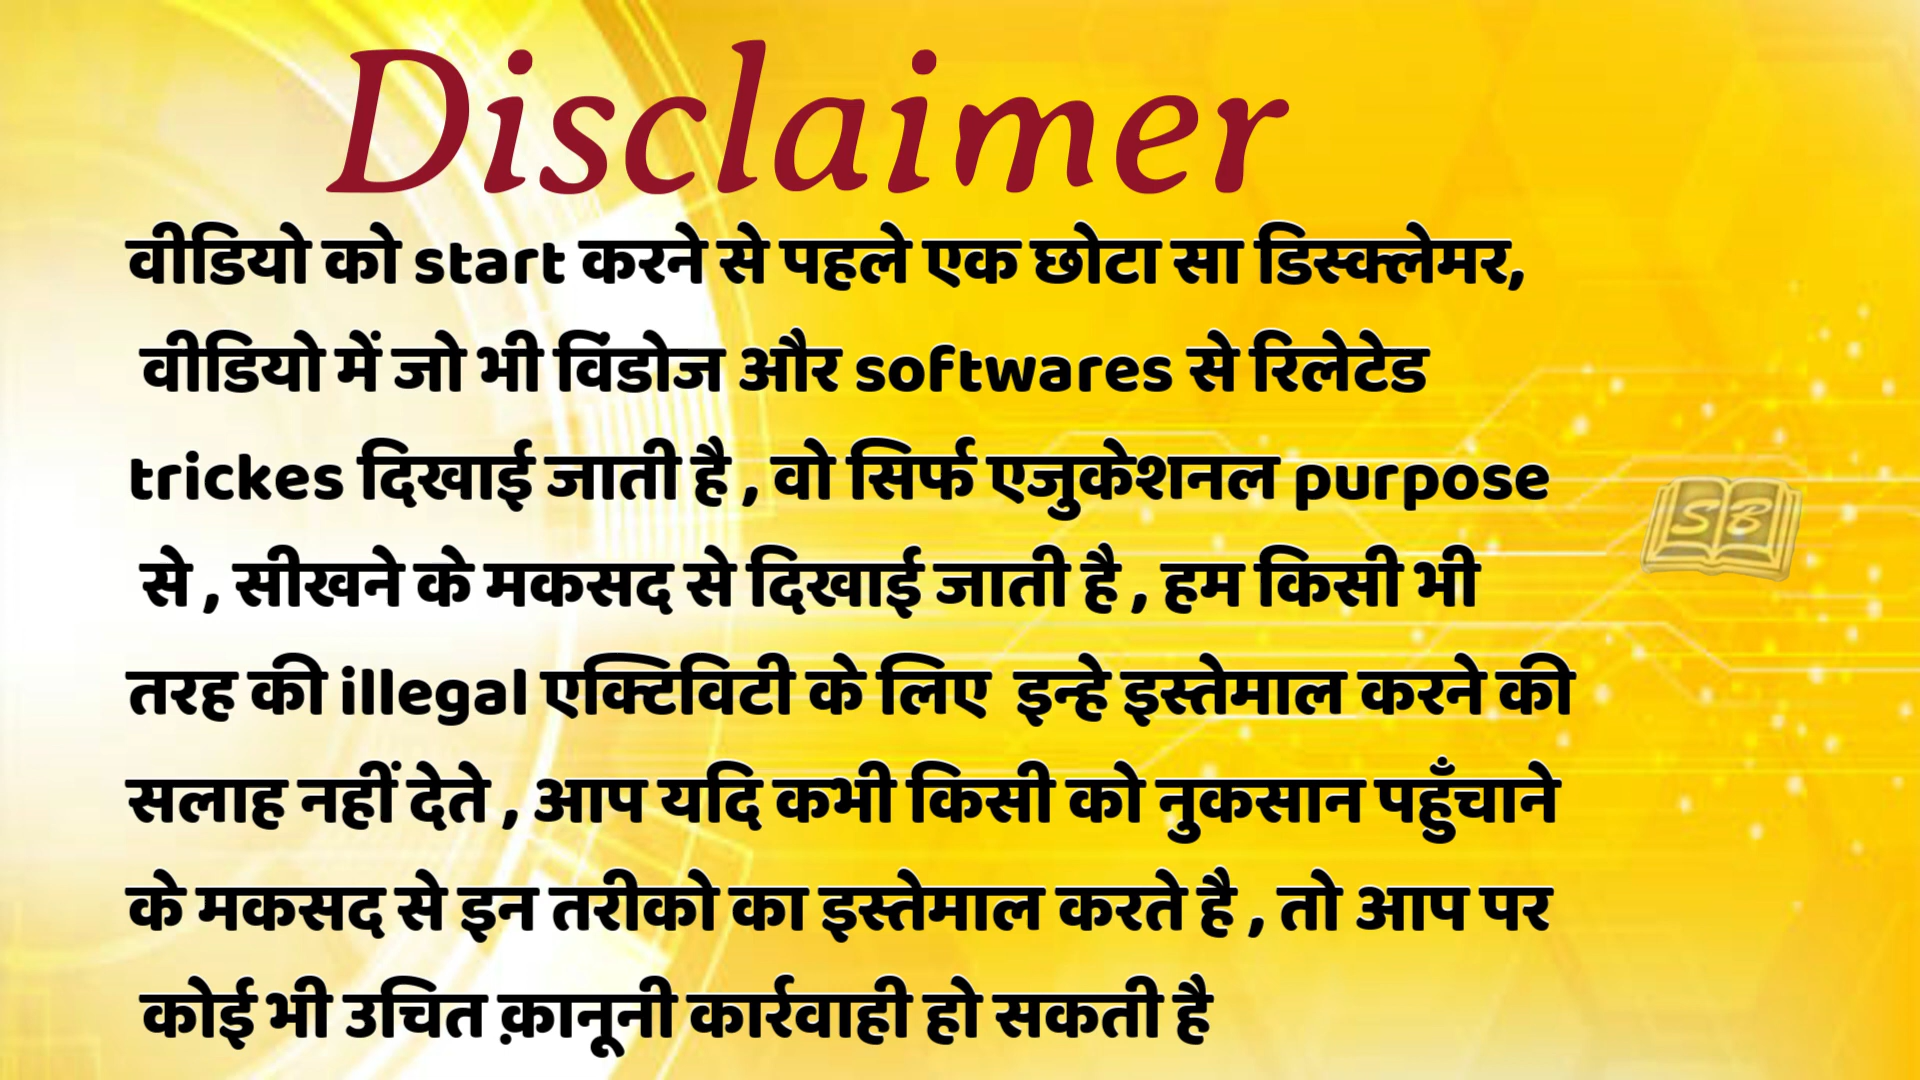 Disclaimer
वीडियो को start करने से पहले एक छोटा सा डिस्क्लेमर,
वीडियो में जो भी विंडोज और softwares से रिलेटेड
trickes दिखाई जाती है , वो सिर्फ एजुकेशनल purpose
से , सीखने के मकसद से दिखाई जाती है , हम किसी भी
तरह की illegal एक्टिविटी के लिए इन्हे इस्तेमाल करने की
सलाह नहीं देते , आप यदि कभी किसी को नुकसान पहुँचाने
के मकसद से इन तरीको का इस्तेमाल करते है , तो आप पर
कोई भी उचित क़ानूनी कार्रवाही हो सकती है
SB